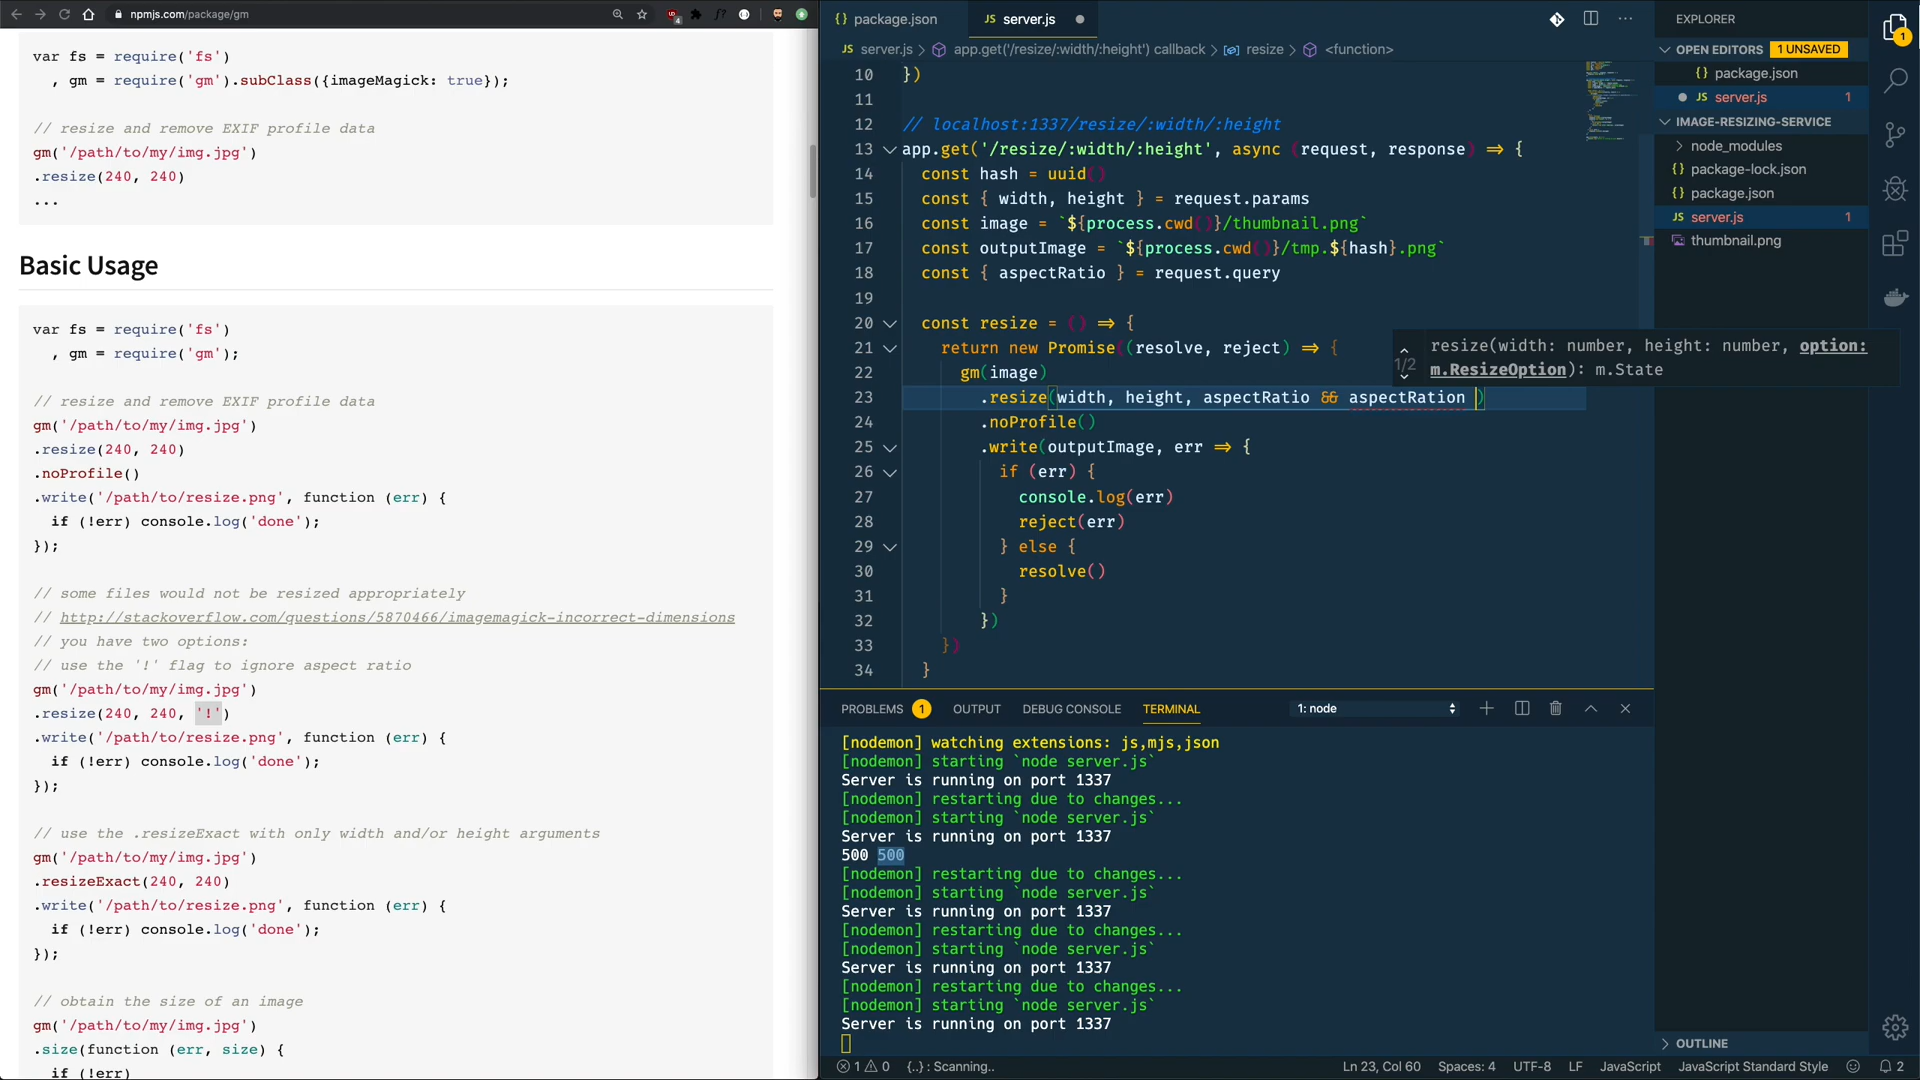 npmjs.com/package/gm
var fs = require('fs')
, gm = require('gm').subClass({imageMagick: true});
// resize and remove EXIF profile data
gm('/path/to/my/img.jpg')
.resize(240, 240)
...
Basic Usage
var fs = require('fs')
, gm = require('gm');
// resize and remove EXIF profile data
gm('/path/to/my/img.jpg')
.resize(240, 240)
.noProfile()
.write('/path/to/resize.png', function (err) {
if (!err) console.log('done');
});
// some files would not be resized appropriately
// http://stackoverflow.com/questions/5870466/imagemagick-incorrect-dimensions
// you have two options:
// use the '!' flag to ignore aspect ratio
gm('/path/to/my/img.jpg')
.resize(240, 240, '!')
.write('/path/to/resize.png', function (err) {
if (!err) console.log('done');
});
// use the .resizeExact with only width and/or height arguments
gm('/path/to/my/img.jpg')
.resizeExact(240, 240)
.write('/path/to/resize.png', function (err) {
if (!err) console.log('done');
});
// obtain the size of an image
gm('/path/to/my/img.jpg')
.size(function (err, size) {
if (!err)
{} package.json
JS server.js
JS server.js > app.get('/resize/:width/:height') callback > resize > <function>
10 })
11
12 // localhost:1337/resize/:width/:height
13 app.get('/resize/:width/:height', async (request, response) => {
14 const hash = uuid()
15 const { width, height } = request.params
16 const image = `${process.cwd()}/thumbnail.png`
17 const outputImage = `${process.cwd()}/tmp.${hash}.png`
18 const { aspectRatio } = request.query
19
20 const resize = () => {
21 return new Promise((resolve, reject) => {
22 gm(image)
23 .resize(width, height, aspectRatio && aspectRation )
24 .noProfile()
25 .write(outputImage, err => {
26 if (err) {
27 console.log(err)
28 reject(err)
29 } else {
30 resolve()
31 }
32 })
33 })
34 }
1/2
resize(width: number, height: number, option:
m.ResizeOption): m.State
PROBLEMS 1 OUTPUT DEBUG CONSOLE TERMINAL 1: node
[nodemon] watching extensions: js,mjs,json
[nodemon] starting `node server.js`
Server is running on port 1337
[nodemon] restarting due to changes...
[nodemon] starting `node server.js`
Server is running on port 1337
500 500
[nodemon] restarting due to changes...
[nodemon] starting `node server.js`
Server is running on port 1337
[nodemon] restarting due to changes...
[nodemon] starting `node server.js`
Server is running on port 1337
[nodemon] restarting due to changes...
[nodemon] starting `node server.js`
Server is running on port 1337
1 0 {..} : Scanning.. Ln 23, Col 60 Spaces: 4 UTF-8 LF JavaScript JavaScript Standard Style 2
EXPLORER
OPEN EDITORS 1 UNSAVED
{} package.json
JS server.js 1
IMAGE-RESIZING-SERVICE
node_modules
{} package-lock.json
{} package.json
JS server.js 1
thumbnail.png
OUTLINE
1